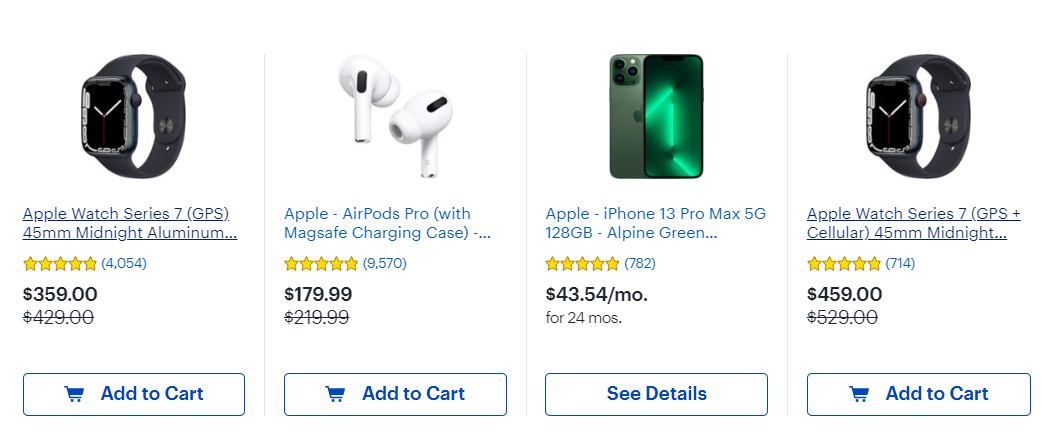 Apple Watch Series 7 (GPS)
45mm Midnight Aluminum...
(4,054)
$359.00
$429.00
Add to Cart
Apple - AirPods Pro (with
Magsafe Charging Case) -...
(9,570)
$179.99
$219.99
Add to Cart
Apple - iPhone 13 Pro Max 5G
128GB - Alpine Green...
(782)
$43.54/mo.
for 24 mos.
See Details
Apple Watch Series 7 (GPS +
Cellular) 45mm Midnight...
(714)
$459.00
$529.00
Add to Cart